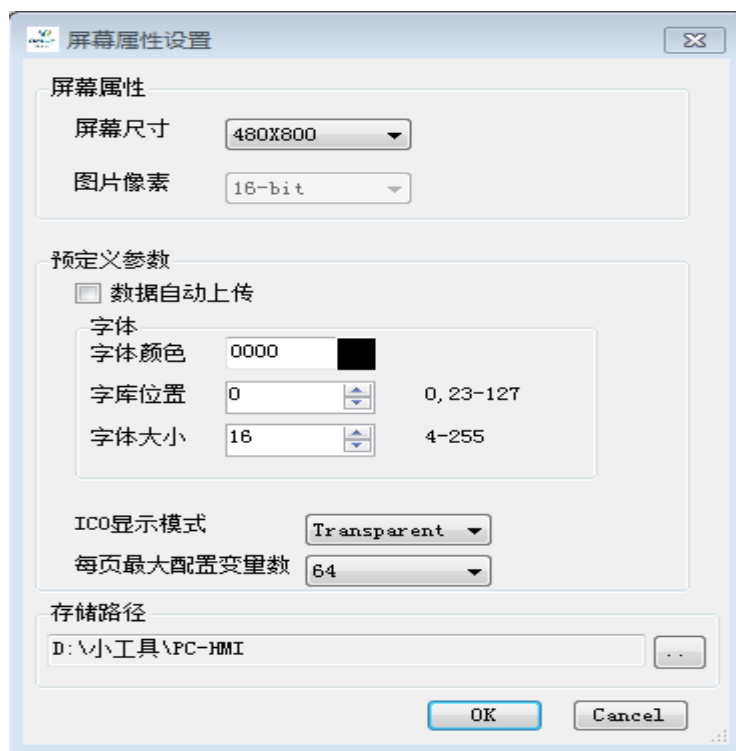 屏幕属性设置
屏幕属性
屏幕尺寸 480X800
图片像素 16-bit
预定义参数
数据自动上传
字体
字体颜色 0000
字库位置 0 0,23-127
字体大小 16 4-255
ICO显示模式 Transparent
每页最大配置变量数 64
存储路径
D:\小工具\PC-HMI ..
OK Cancel